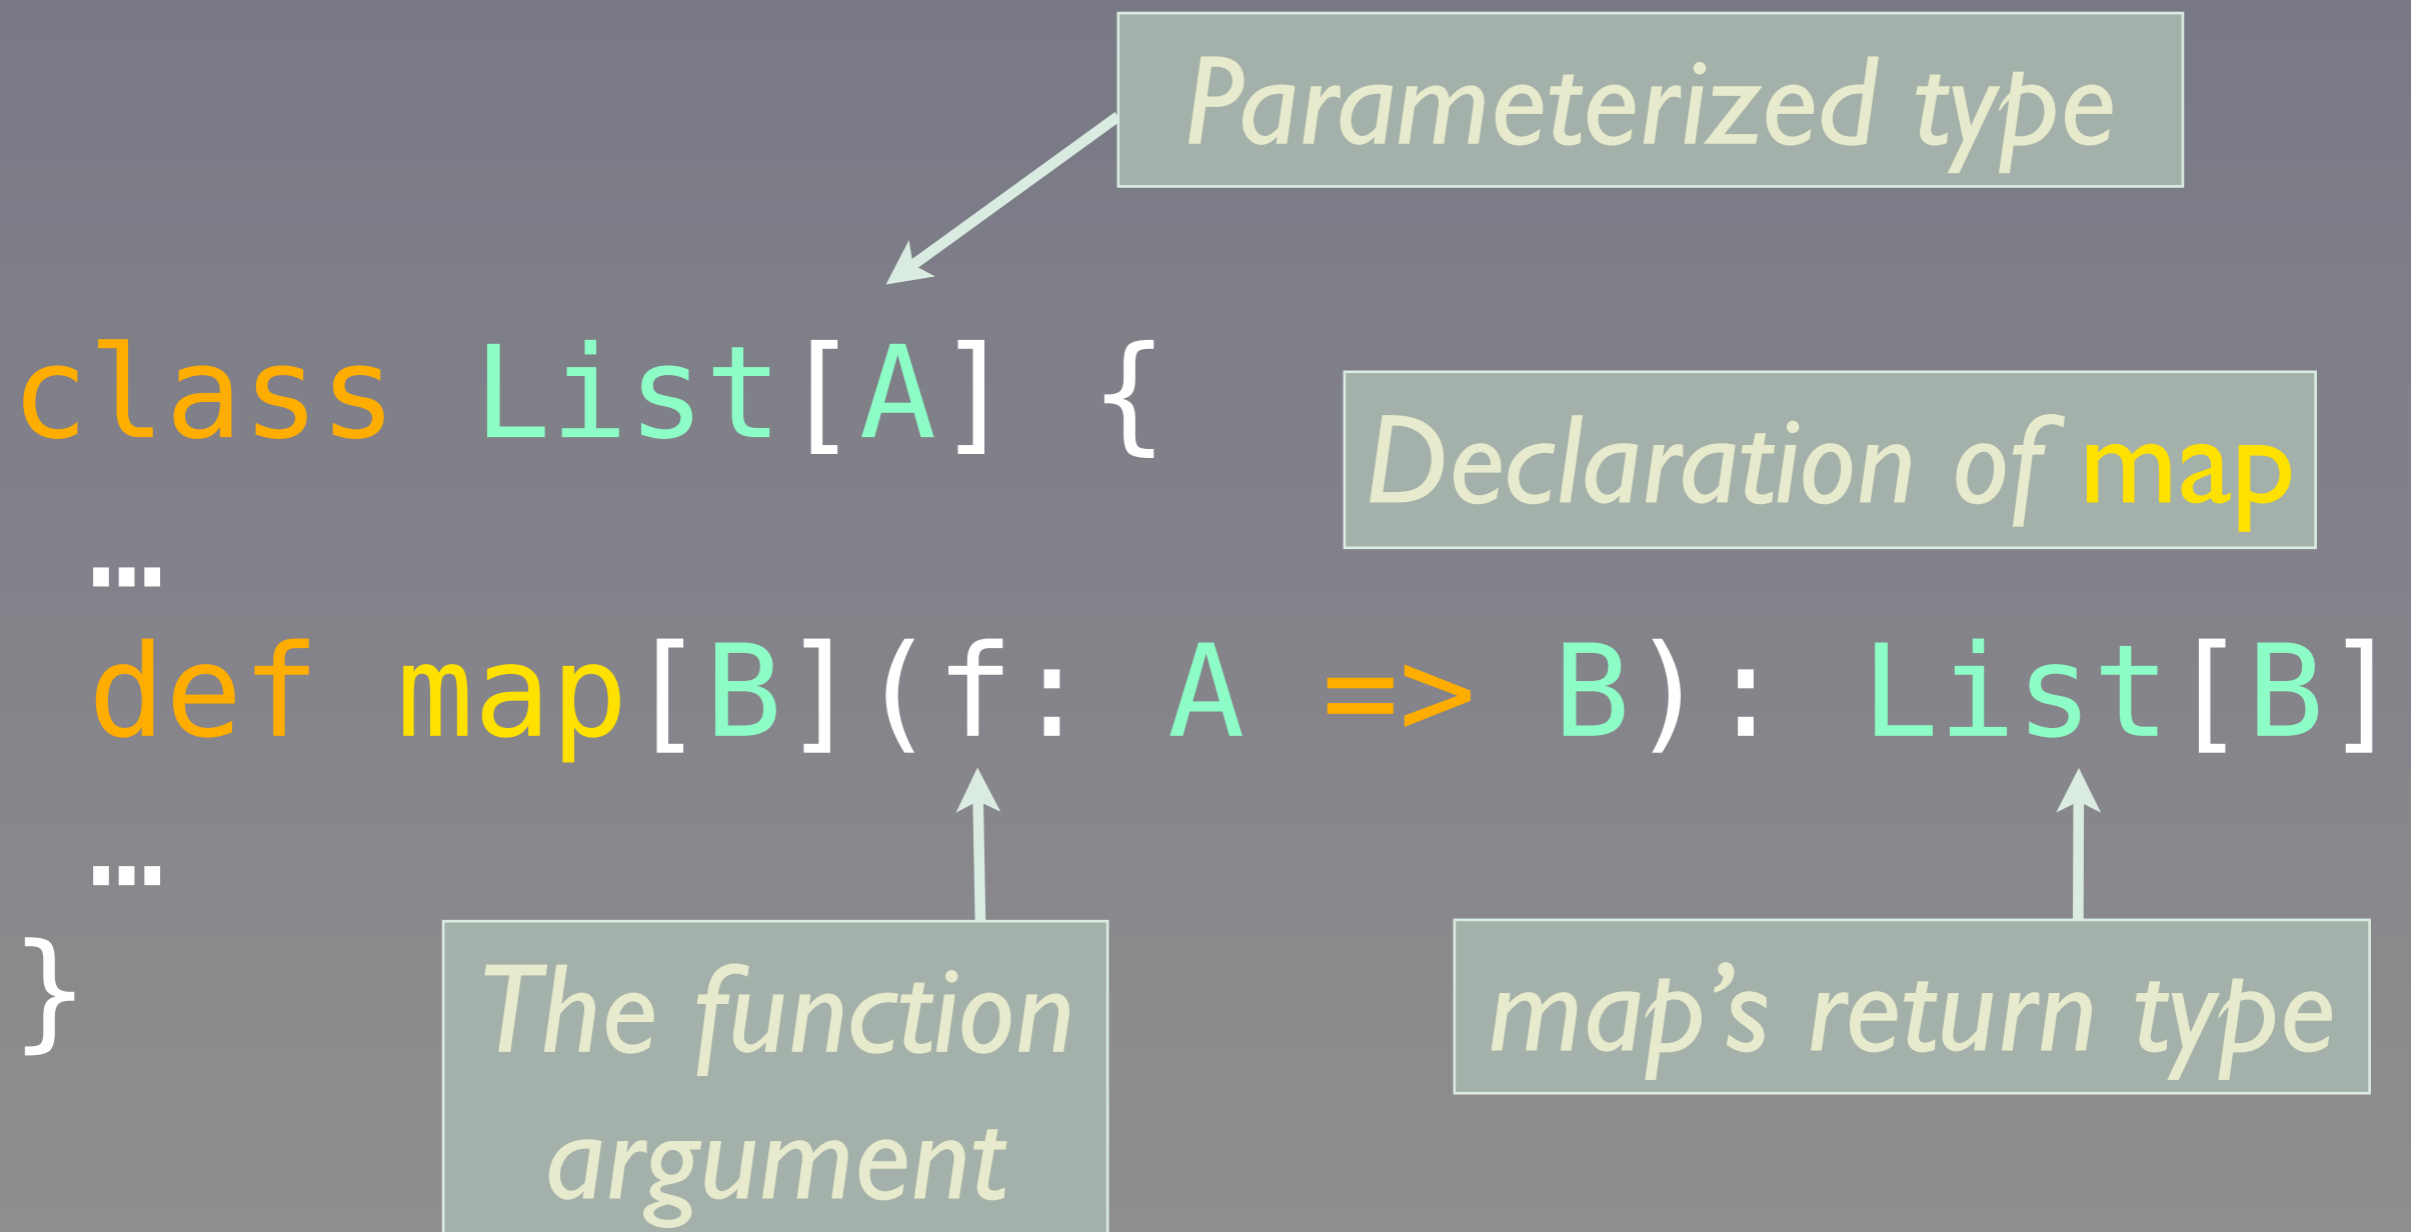 Parameterized type
class List[A] {
Declaration of map
…
def map[B](f: A => B): List[B]
…
}
The function
argument
map’s return type